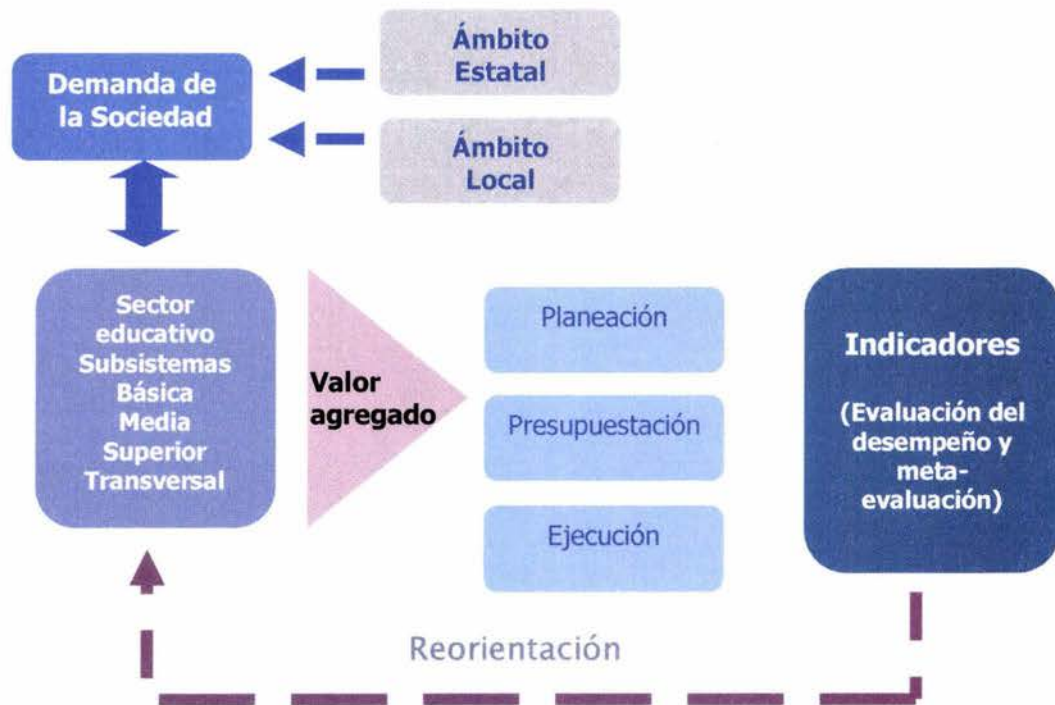 Demanda de
la Sociedad
Ámbito
Estatal
Ámbito
Local
Sector
educativo
Subsistemas
Básica
Media
Superior
Transversal
Valor
agregado
Planeación
Presupuestación
Ejecución
Indicadores
(Evaluación del
desempeño y
meta-
evaluación)
Reorientación